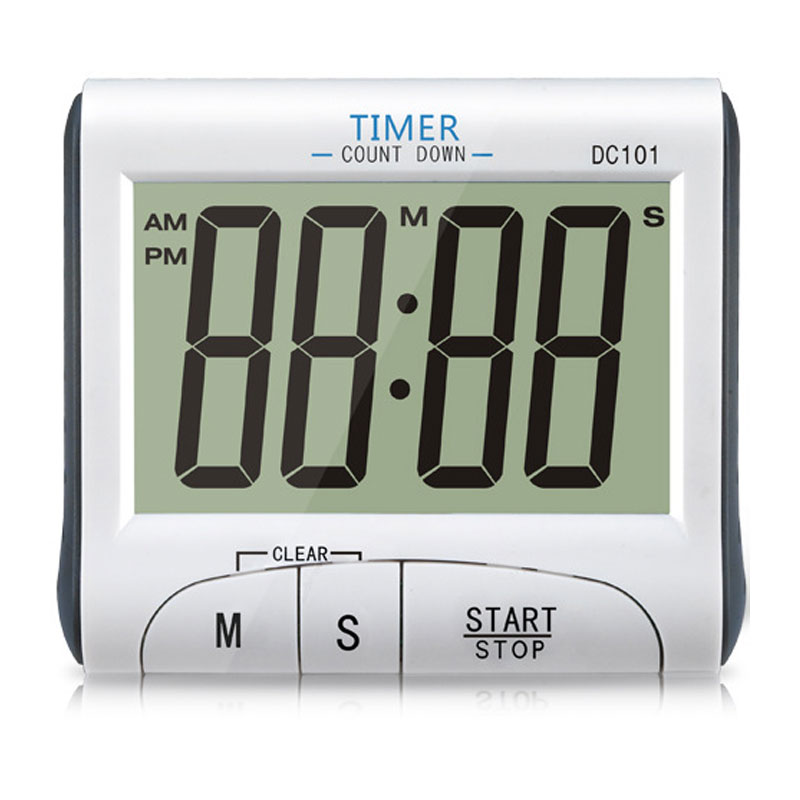 TIMER
COUNT DOWN
DC101
AM
PM
88:88
M
S
CLEAR
M
S
START
STOP